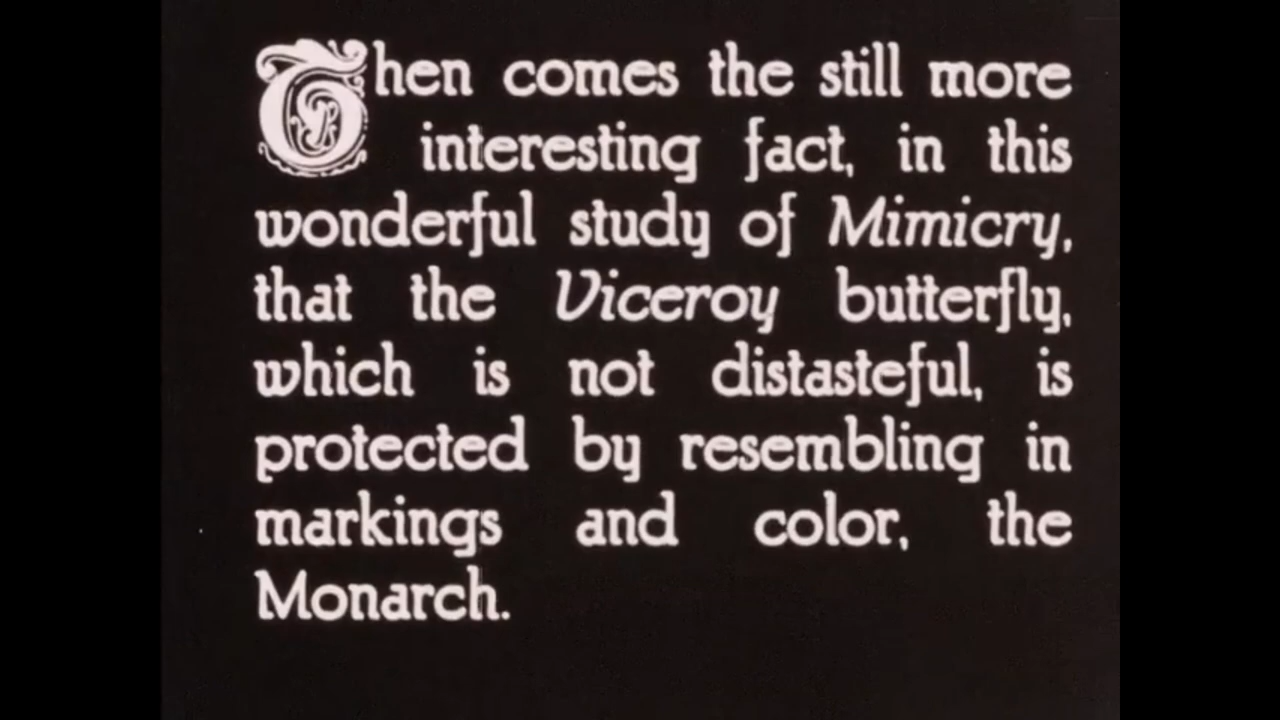 Then comes the still more
interesting fact, in this
wonderful study of Mimicry,
that the Viceroy butterfly,
which is not distasteful, is
protected by resembling in
markings and color, the
Monarch.